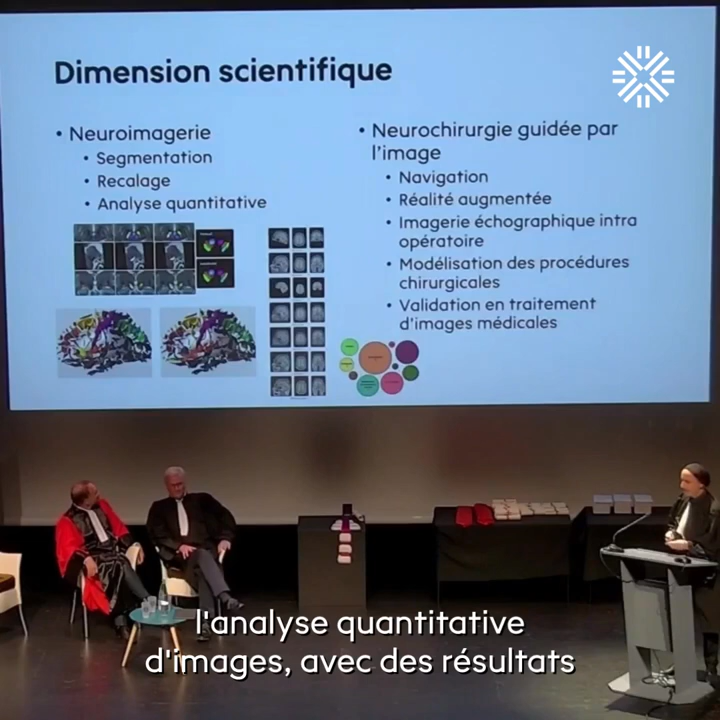 Dimension scientifique
• Neuroimagerie
• Segmentation
• Recalage
• Analyse quantitative
• Neurochirurgie guidée par
l'image
• Navigation
• Réalité augmentée
• Imagerie échographique intra
opératoire
• Modélisation des procédures
chirurgicales
• Validation en traitement
d'images médicales
l'analyse quantitative
d'images, avec des résultats